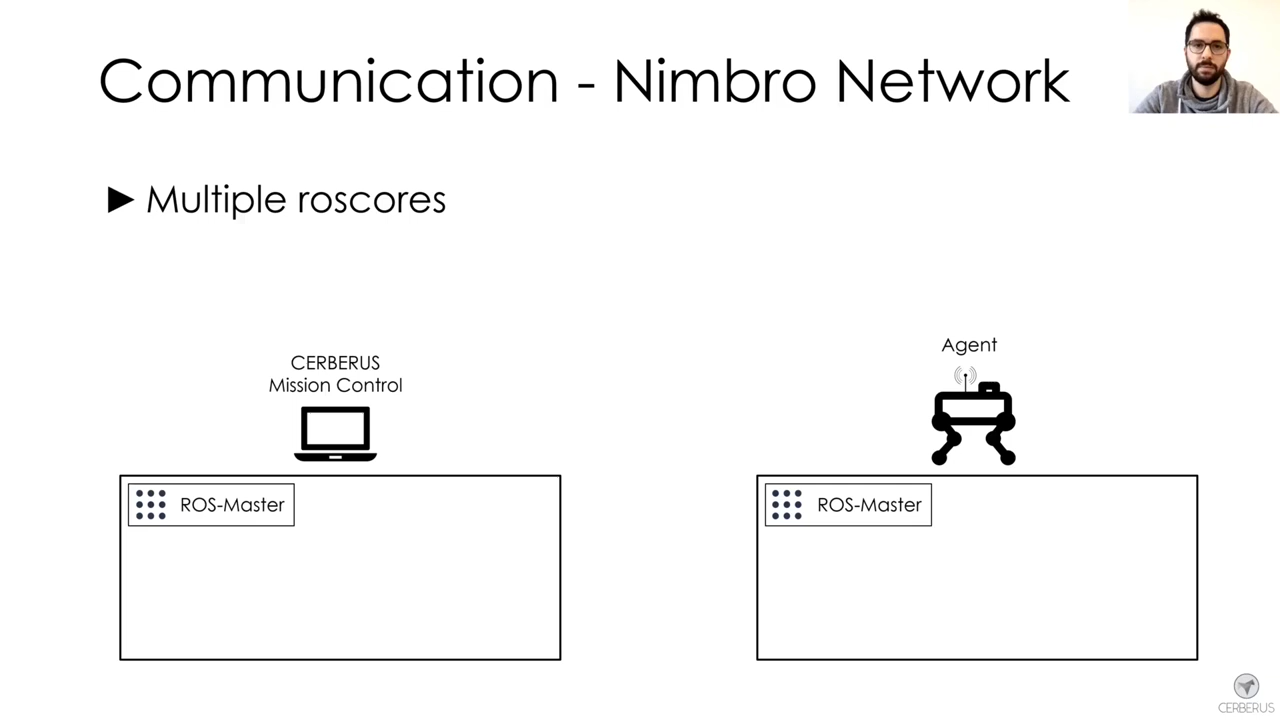 Communication - Nimbro Network
► Multiple roscores
CERBERUS
Mission Control
Agent
ROS-Master
ROS-Master
CERBERUS